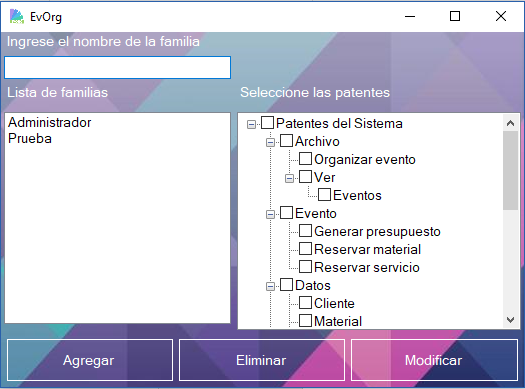 EvOrg
Ingrese el nombre de la familia
Lista de familias
Administrador
Prueba
Seleccione las patentes
Patentes del Sistema
Archivo
Organizar evento
Ver
Eventos
Evento
Generar presupuesto
Reservar material
Reservar servicio
Datos
Cliente
Material
Agregar
Eliminar
Modificar